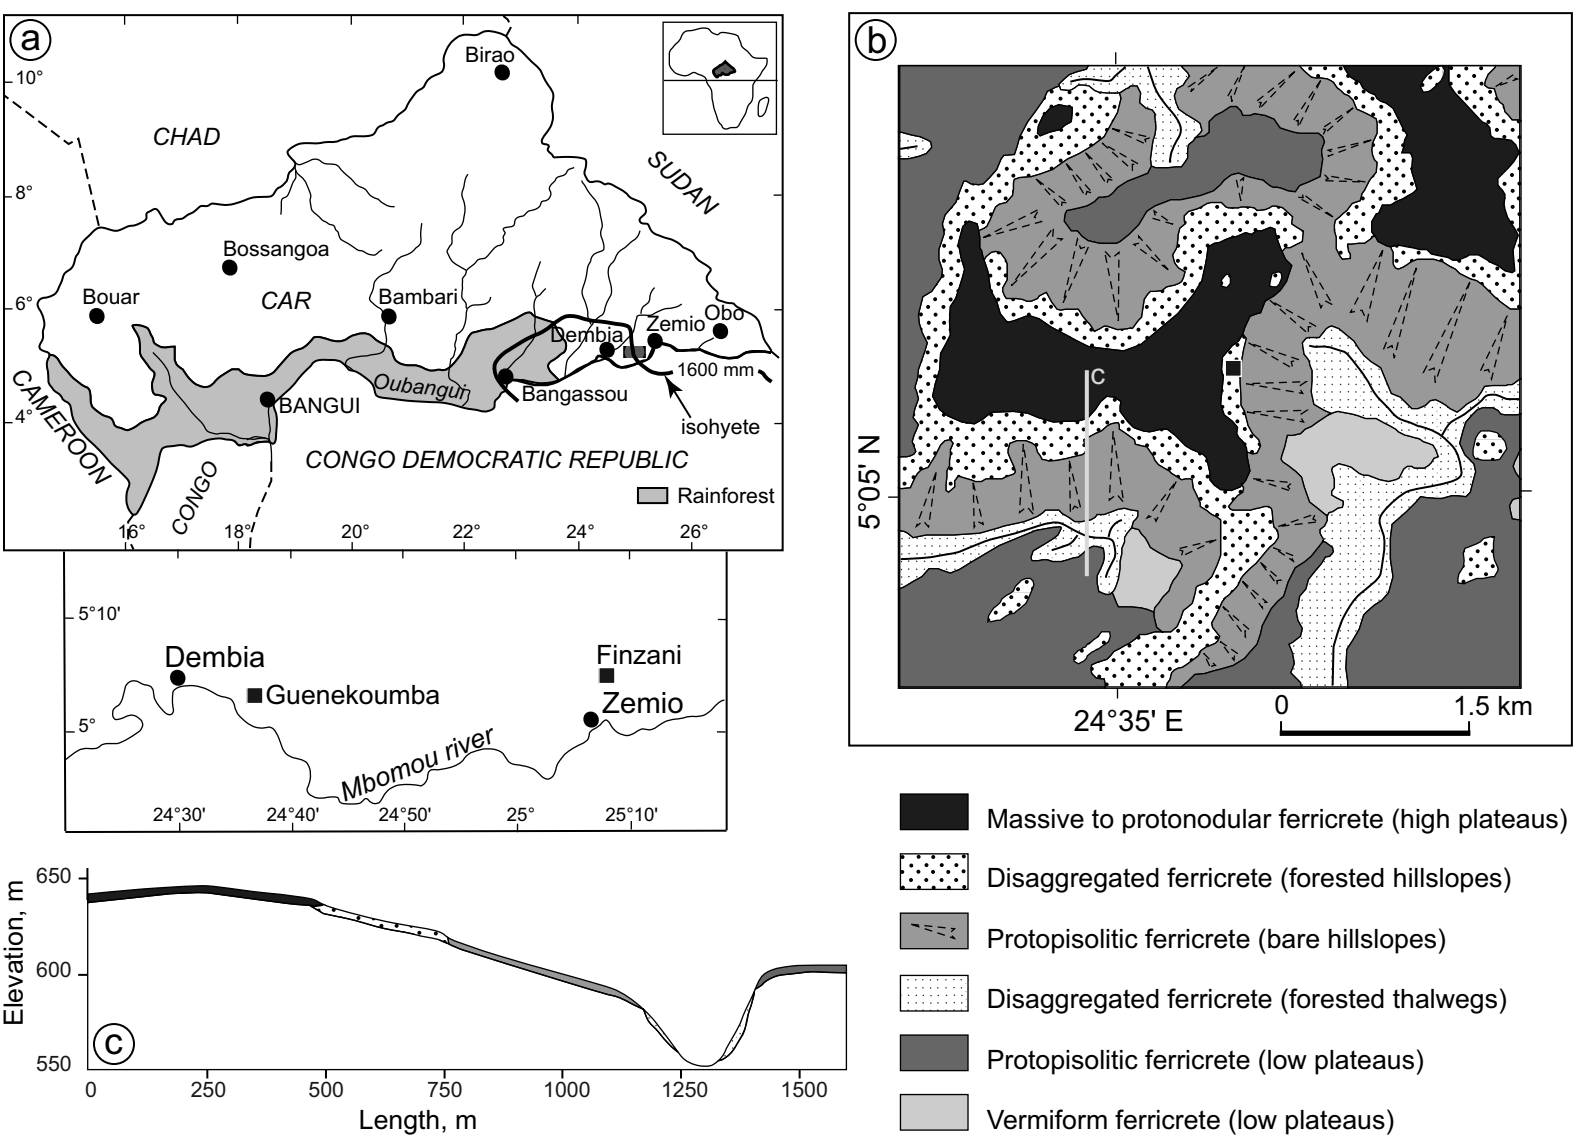 a
Birao
10°
CHAD
SUDAN
8°
Bossangoa
Bouar
CAR
Bambari
6°
Dembia
Zemio
Obo
1600 mm
Oubangui
Bangassou
BANGUI
isohyete
4°
CAMEROON
CONGO
CONGO DEMOCRATIC REPUBLIC
Rainforest
16°
18°
20°
22°
24°
26°
5°10'
Dembia
Finzani
Guenekoumba
Zemio
5°
Mbomou river
24°30'
24°40'
24°50'
25°
25°10'
b
C
5°05' N
24°35' E
0
1.5 km
Massive to protonodular ferricrete (high plateaus)
Disaggregated ferricrete (forested hillslopes)
Protopisolitic ferricrete (bare hillslopes)
Disaggregated ferricrete (forested thalwegs)
Protopisolitic ferricrete (low plateaus)
Vermiform ferricrete (low plateaus)
650
600
550
Elevation, m
c
0
250
500
750
1000
1250
1500
Length, m